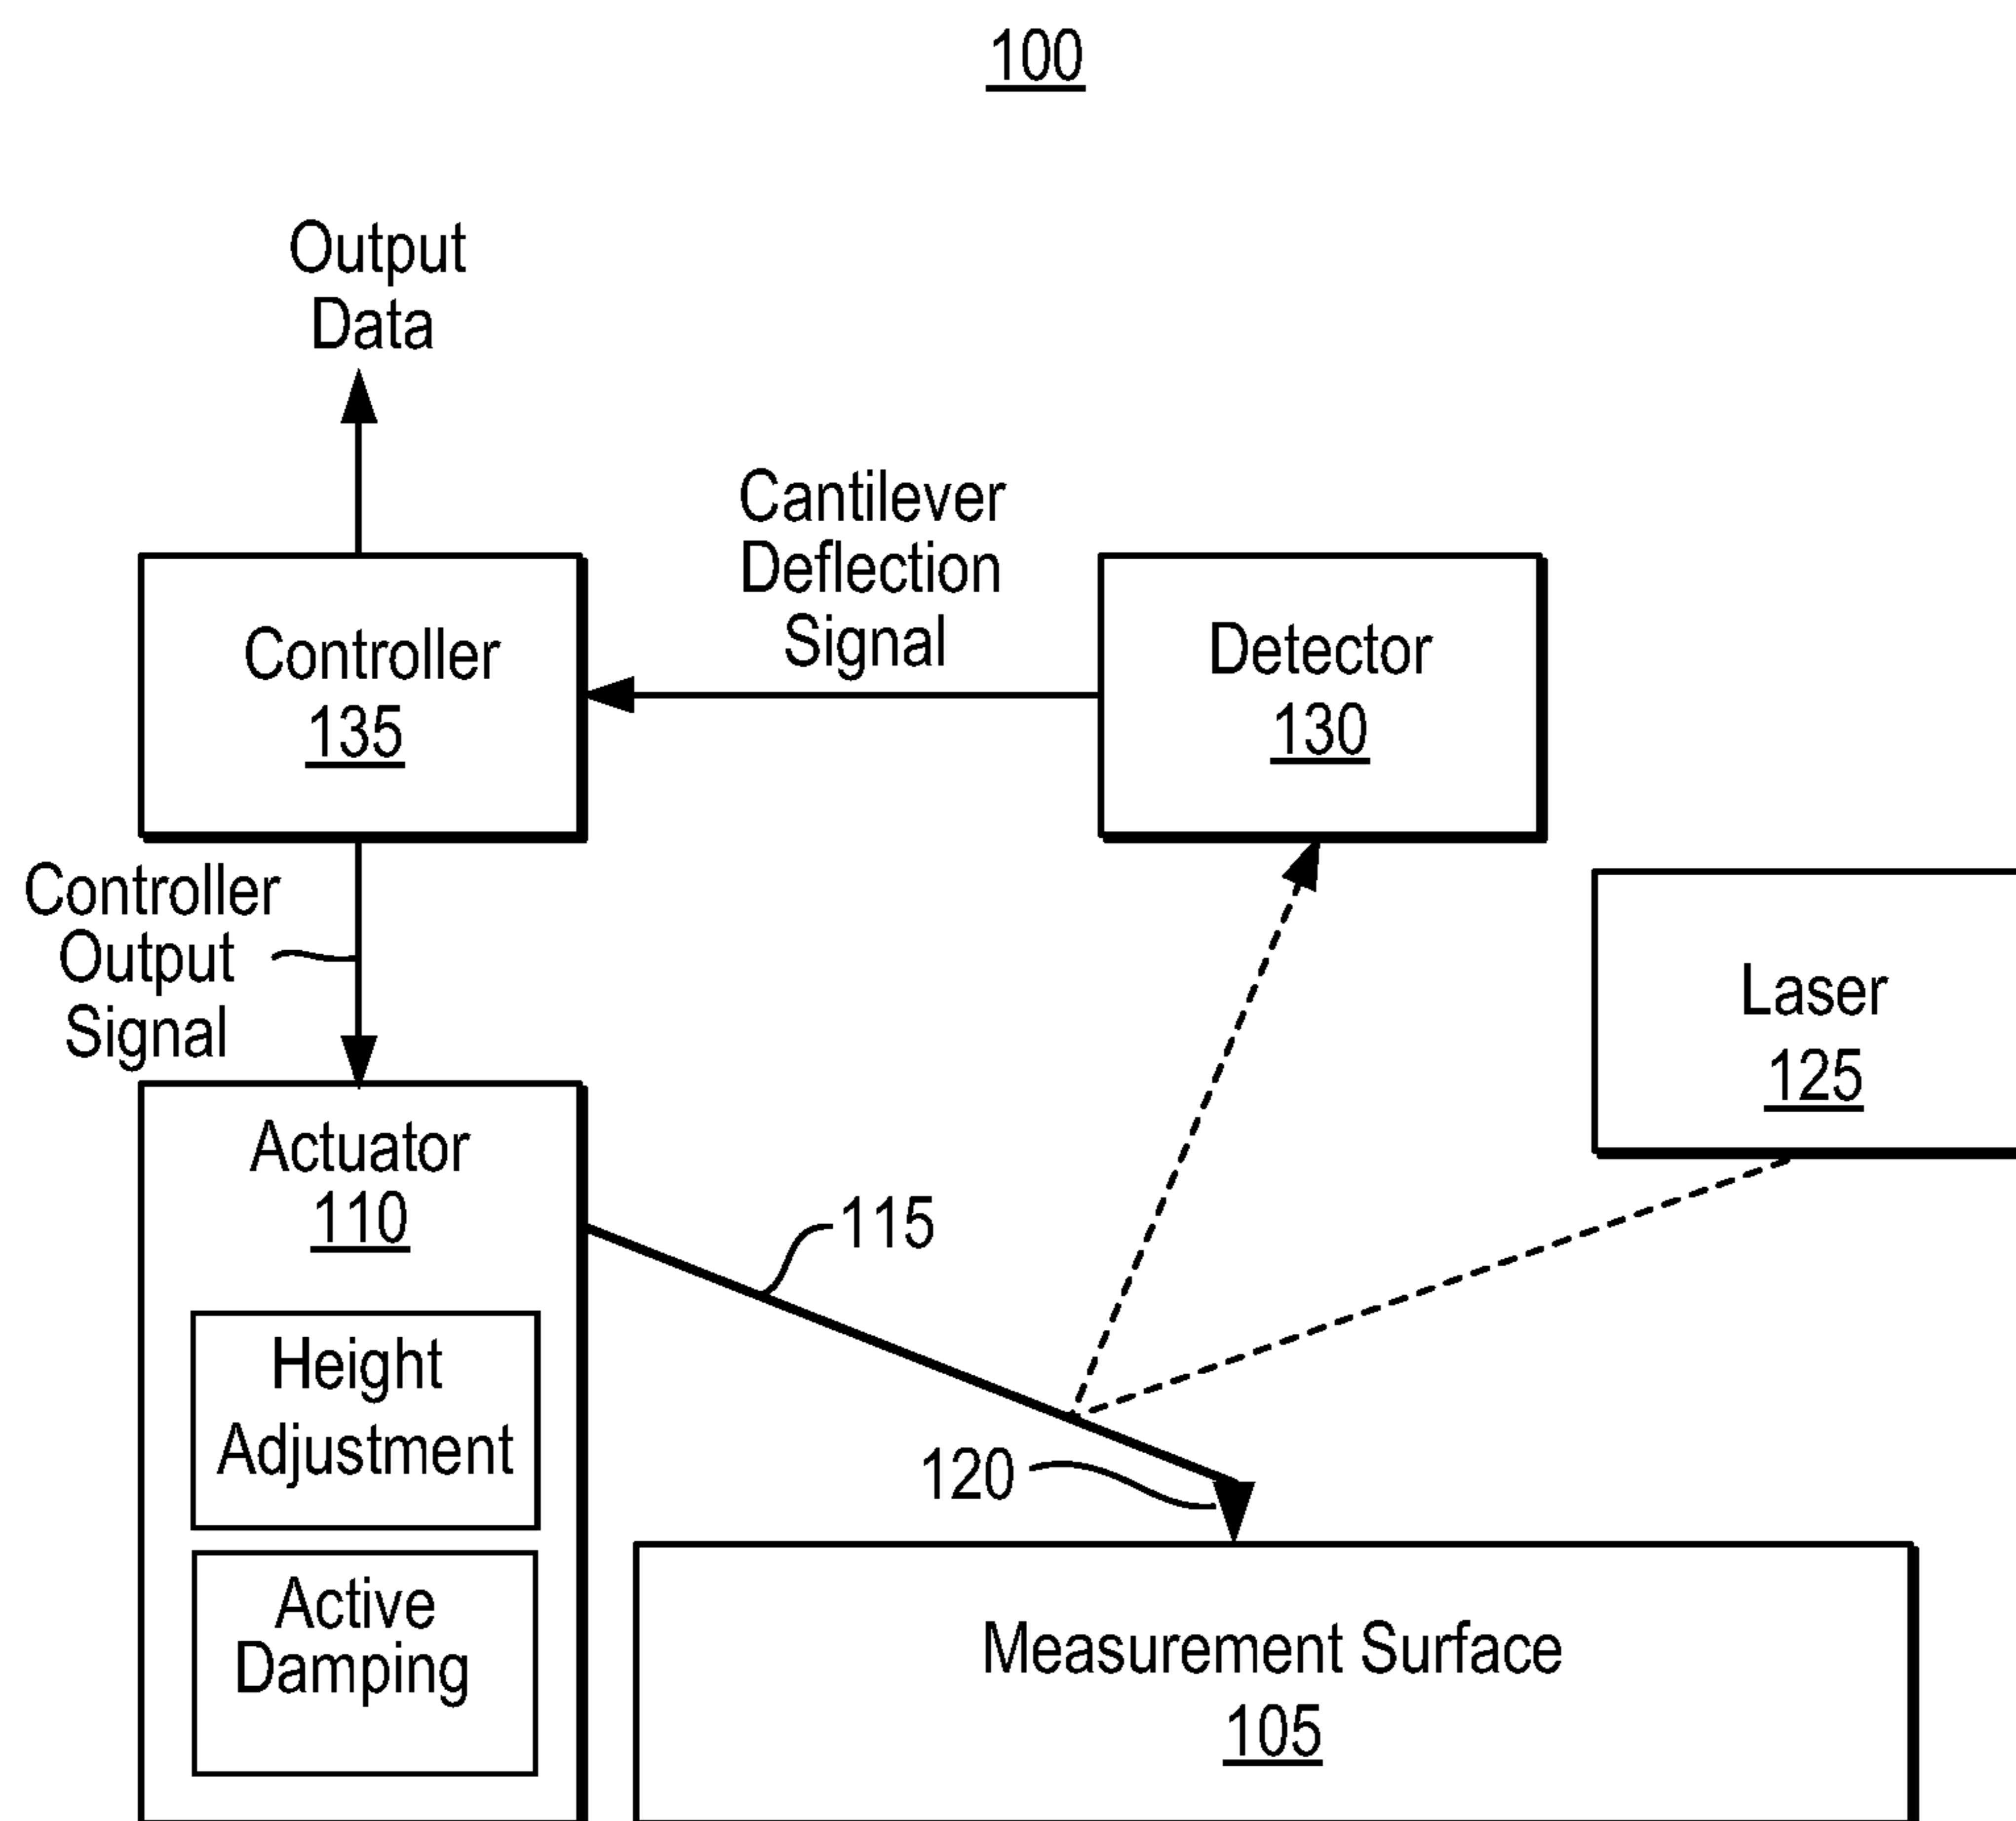 100
Output
Data
Cantilever
Deflection
Signal
Controller
135
Detector
130
Controller
Output
Signal
Laser
125
Actuator
110
115
Height
Adjustment
120
Active
Damping
Measurement Surface
105